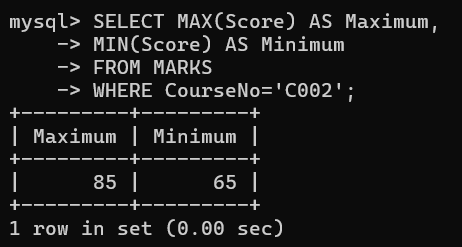 mysql> SELECT MAX(Score) AS Maximum,
    -> MIN(Score) AS Minimum
    -> FROM MARKS
    -> WHERE CourseNo='C002';
+---------+---------+
| Maximum | Minimum |
+---------+---------+
|      85 |      65 |
+---------+---------+
1 row in set (0.00 sec)